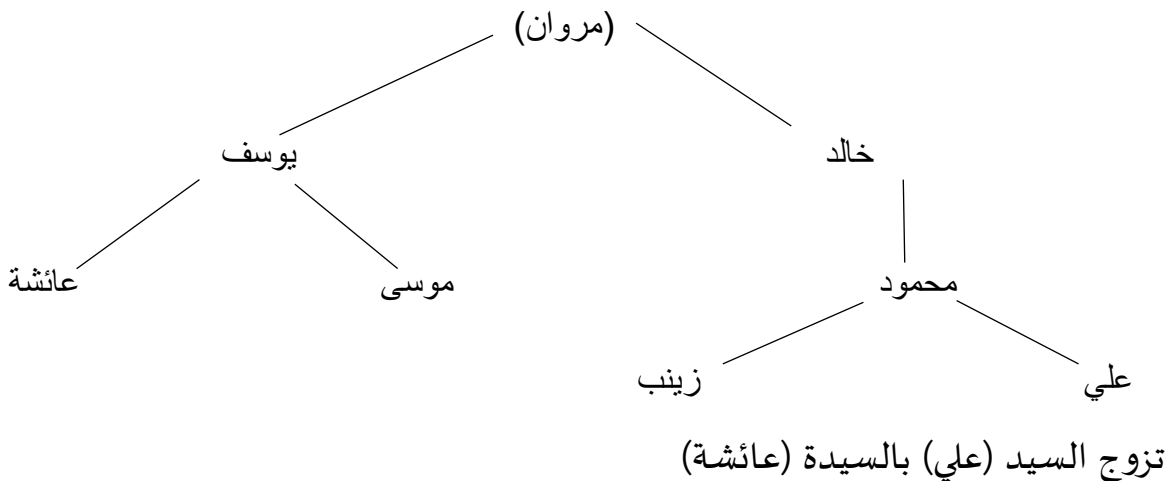 (مروان)
خالد
يوسف
محمود
موسى
عائشة
علي
زينب
تزوج السيد (علي) بالسيدة (عائشة)